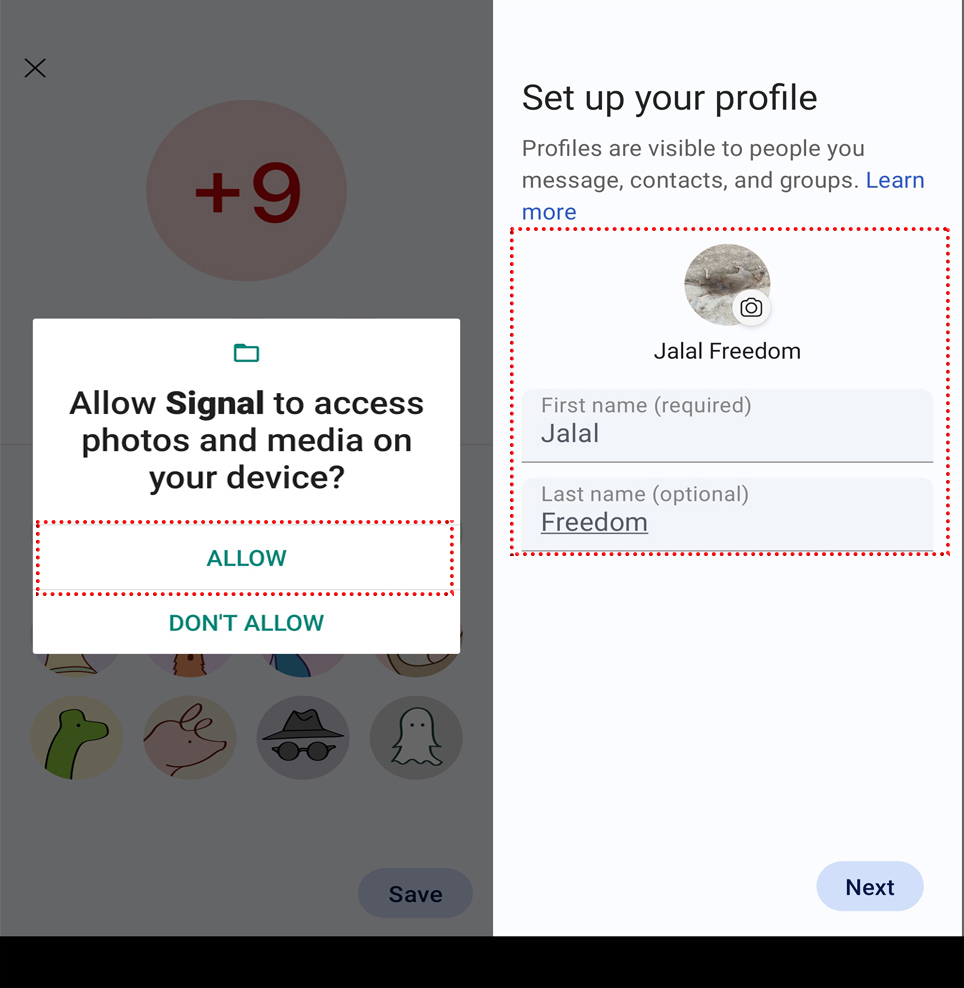 +9
Allow Signal to access
photos and media on
your device?
ALLOW
DON'T ALLOW
Save
Set up your profile
Profiles are visible to people you
message, contacts, and groups. Learn
more
Jalal Freedom
First name (required)
Jalal
Last name (optional)
Freedom
Next